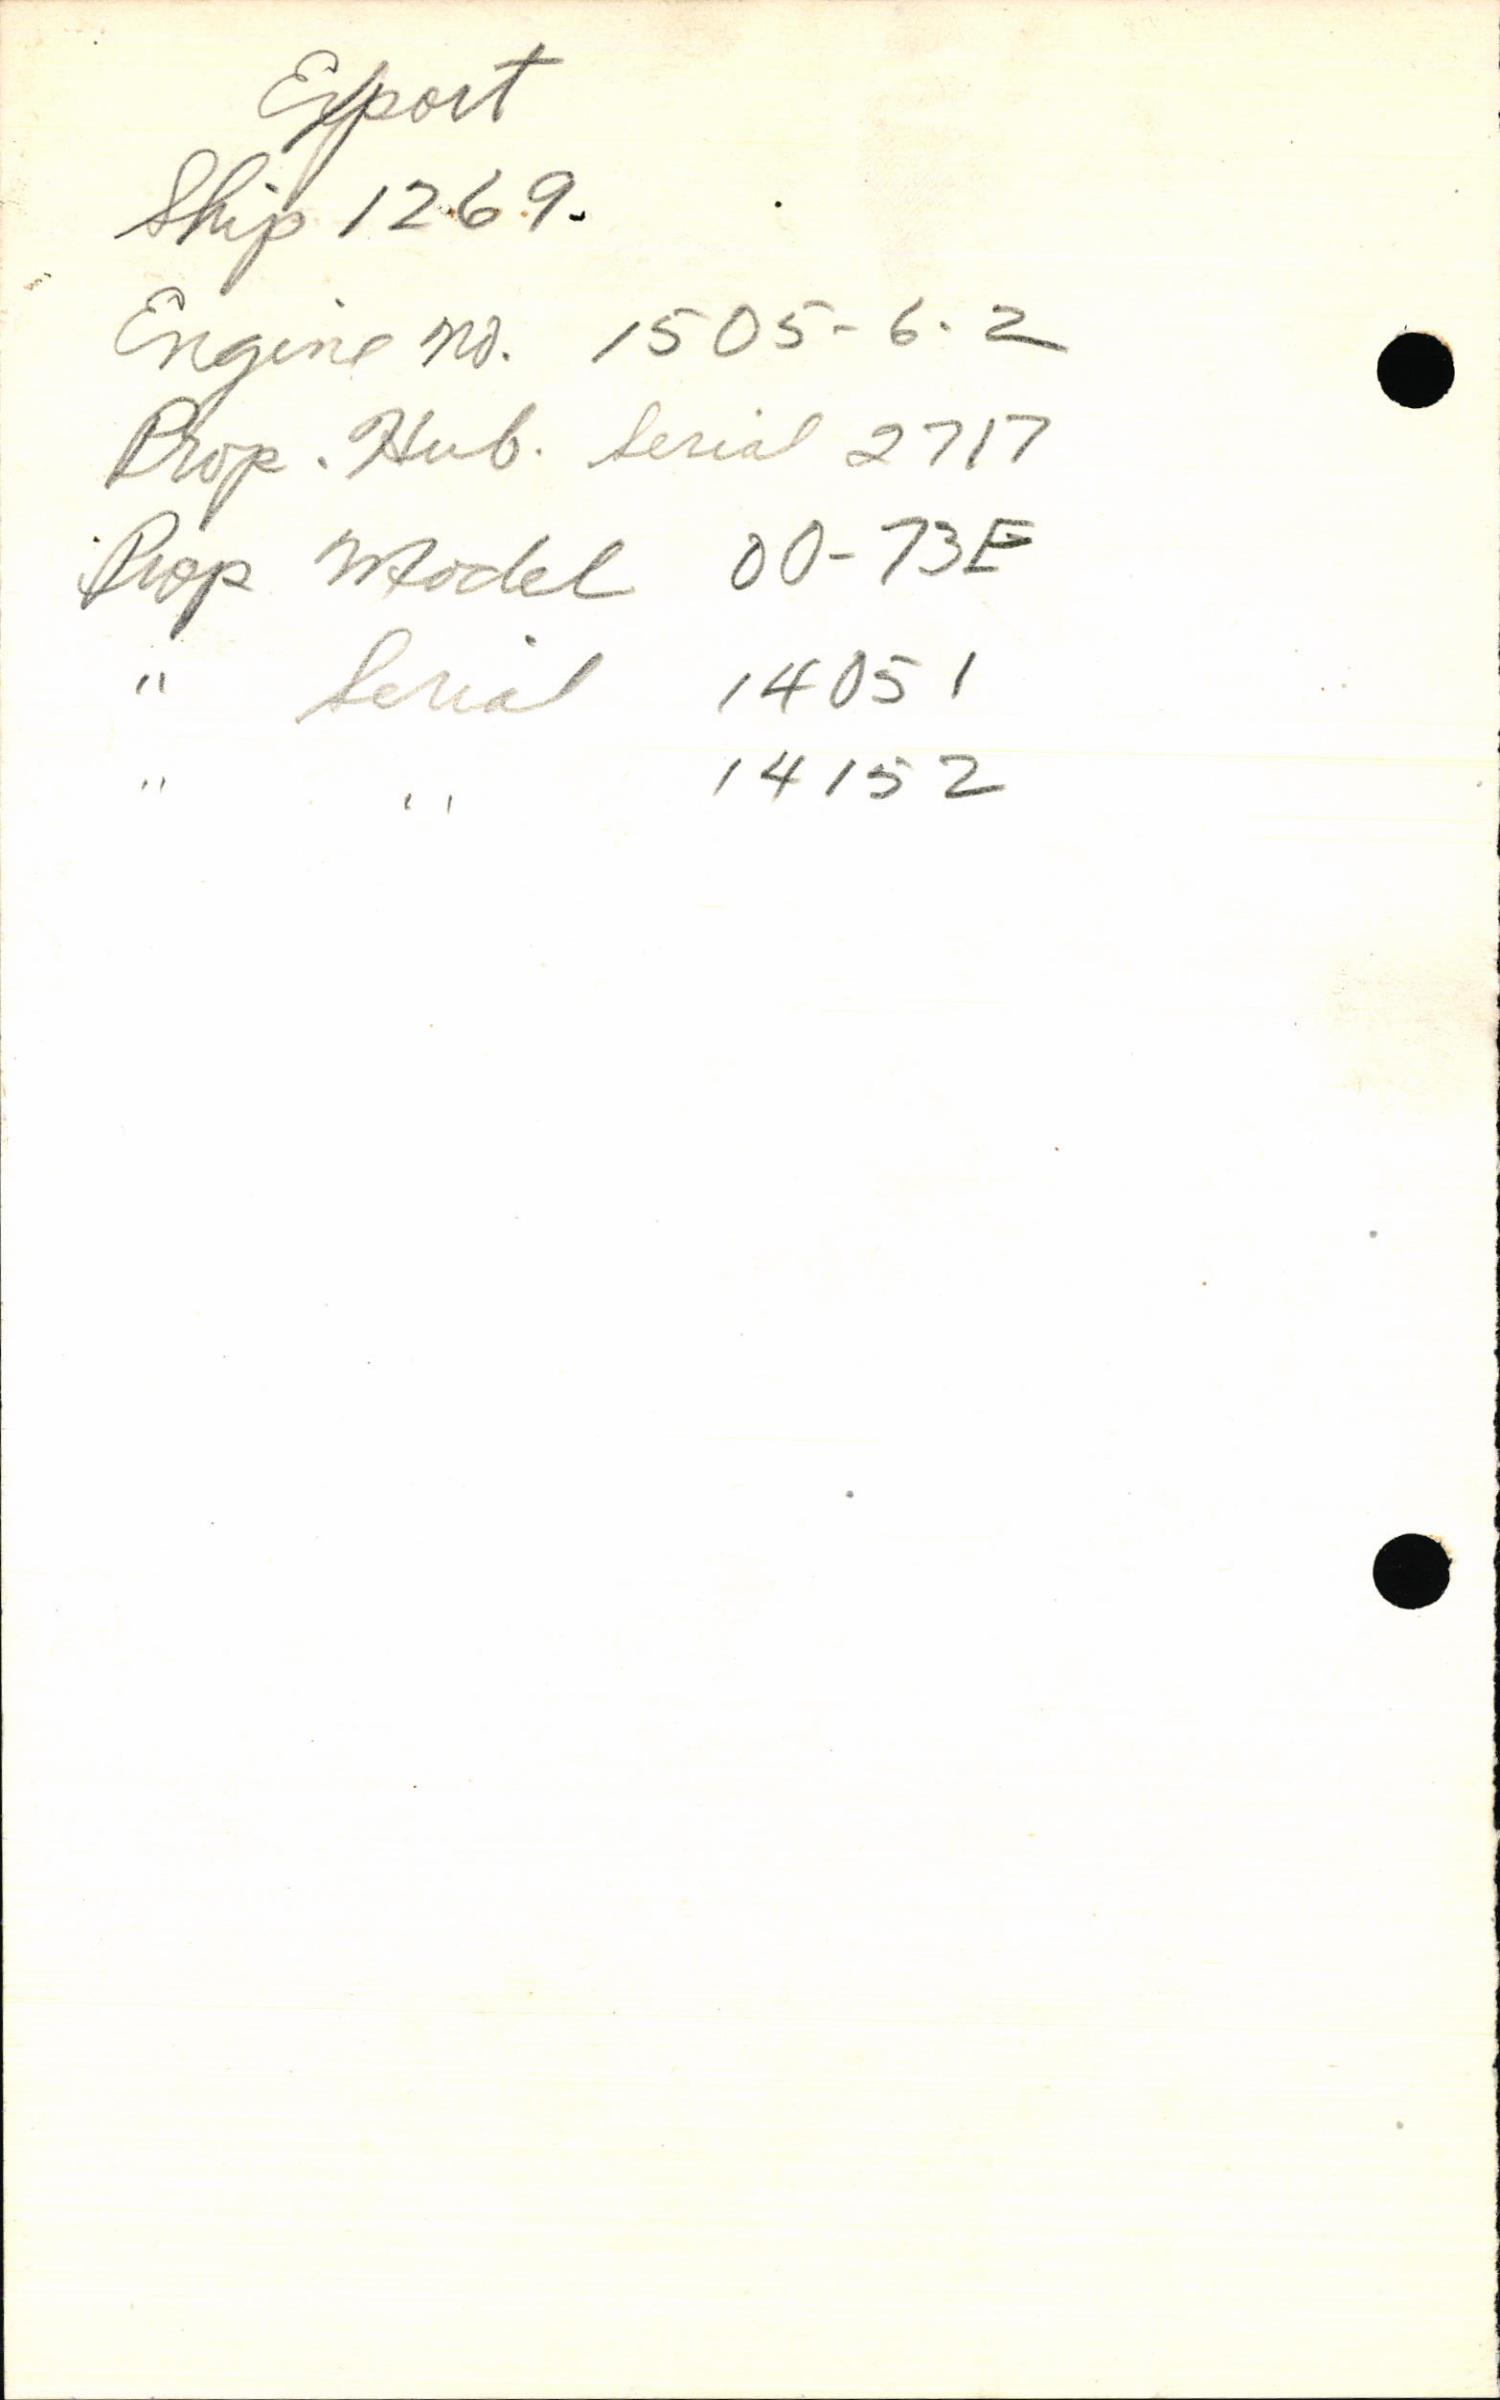 Export
Ship 1269.
Engine No. 1505-6-2
Prop. Hub. Serial 2717
Prop Model 00-73E
" Serial 14051
" " 14152